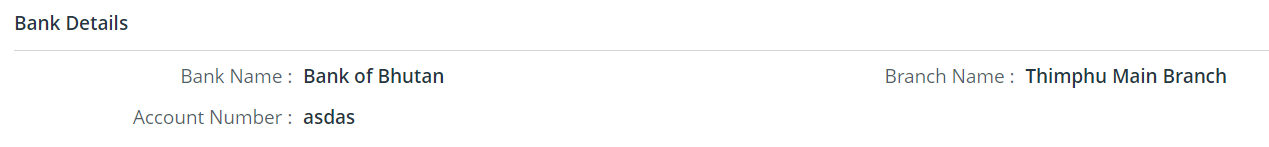 Bank Details
Bank Name : Bank of Bhutan Branch Name : Thimphu Main Branch
Account Number : asdas